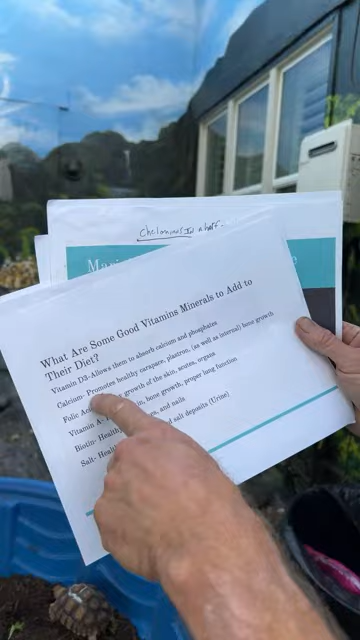 Chelonians In a half
Mari
e
What Are Some Good Vitamins Minerals to Add to
Their Diet?
Vitamin D3-Allows them to absorb calcium and phosphates
Calcium- Promotes healthy carapace, plastron, (as well as internal) bone growth
Folic growth of the skin, scutes, organs
Vitamin A- bone growth, proper lung function
Biotin- Healthy and nails
Salt- Healthy salt deposits (Urine)